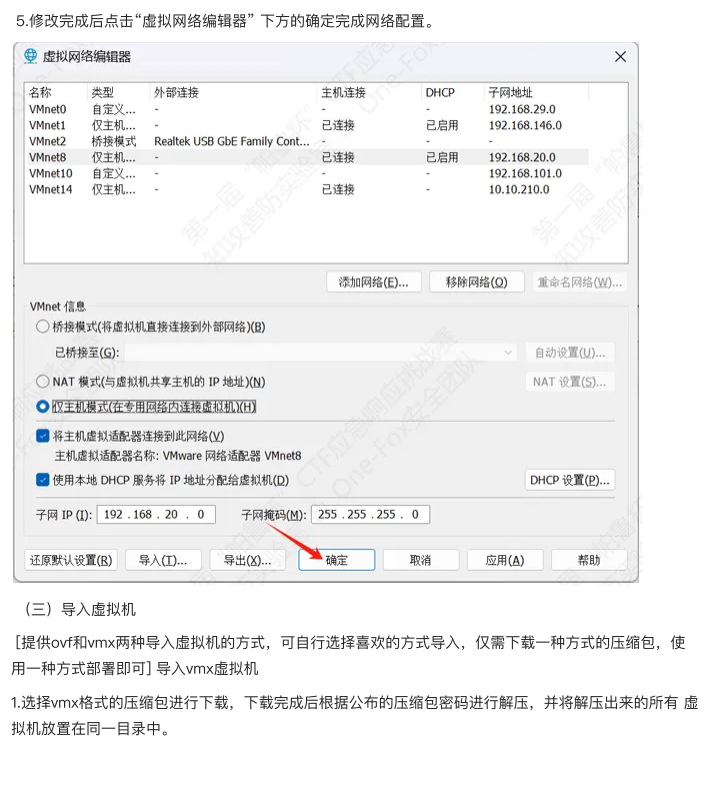 5.修改完成后点击“虚拟网络编辑器” 下方的确定完成网络配置。
虚拟网络编辑器
名称 类型 外部连接 主机连接 DHCP 子网地址
VMnet0 自定义... - - - 192.168.29.0
VMnet1 仅主机... - 已连接 已启用 192.168.146.0
VMnet2 桥接模式 Realtek USB GbE Family Cont... - - -
VMnet8 仅主机... - 已连接 已启用 192.168.20.0
VMnet10 自定义... - - - 192.168.101.0
VMnet14 仅主机... - 已连接 - 10.10.210.0
添加网络(E)... 移除网络(O) 重命名网络(W)...
VMnet 信息
桥接模式(将虚拟机直接连接到外部网络)(B)
已桥接至(G): 自动设置(U)...
NAT 模式(与虚拟机共享主机的 IP 地址)(N) NAT 设置(S)...
仅主机模式(在专用网络内连接虚拟机)(H)
将主机虚拟适配器连接到此网络(V)
主机虚拟适配器名称: VMware 网络适配器 VMnet8
使用本地 DHCP 服务将 IP 地址分配给虚拟机(D) DHCP 设置(P)...
子网 IP (I): 192 . 168 . 20 . 0 子网掩码(M): 255 . 255 . 255 . 0
还原默认设置(R) 导入(T)... 导出(X)... 确定 取消 应用(A) 帮助
（三）导入虚拟机
[提供ovf和vmx两种导入虚拟机的方式，可自行选择喜欢的方式导入，仅需下载一种方式的压缩包，使
用一种方式部署即可] 导入vmx虚拟机
1.选择vmx格式的压缩包进行下载，下载完成后根据公布的压缩包密码进行解压，并将解压出来的所有 虚
拟机放置在同一目录中。